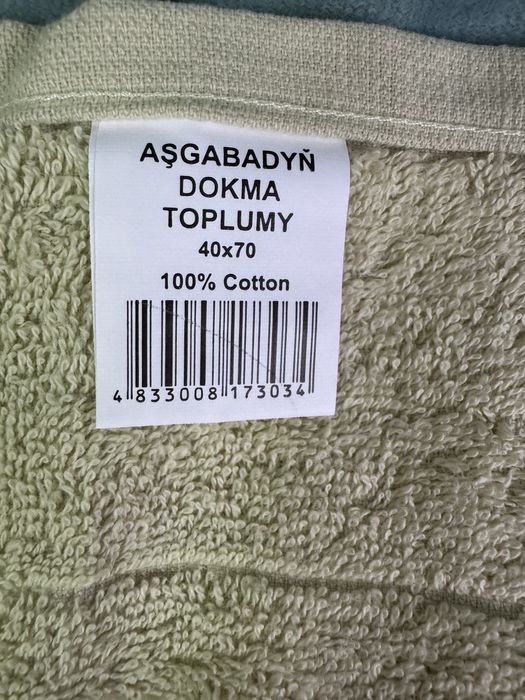 AŞGABADYŇ
DOKMA
TOPLUMY
40x70
100% Cotton
4 833008 173034